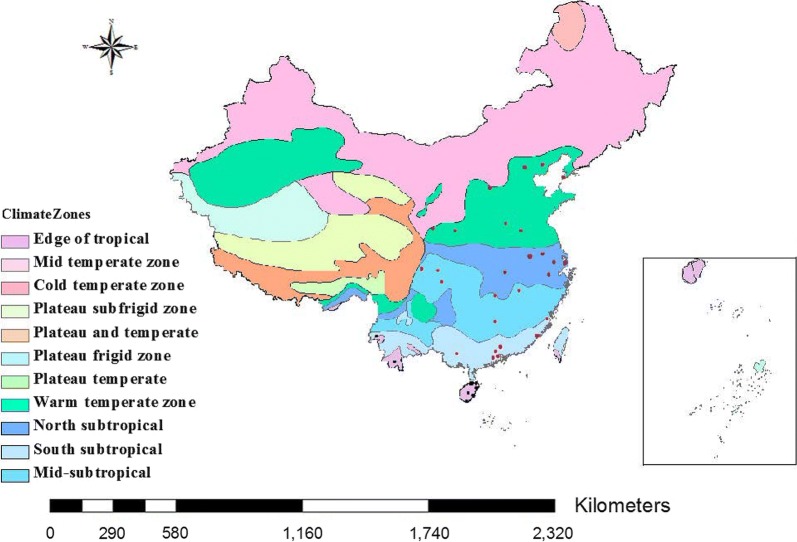 N
W
E
S
ClimateZones
Edge of tropical
Mid temperate zone
Cold temperate zone
Plateau subfrigid zone
Plateau and temperate
Plateau frigid zone
Plateau temperate
Warm temperate zone
North subtropical
South subtropical
Mid-subtropical
Kilometers
0 290 580 1,160 1,740 2,320